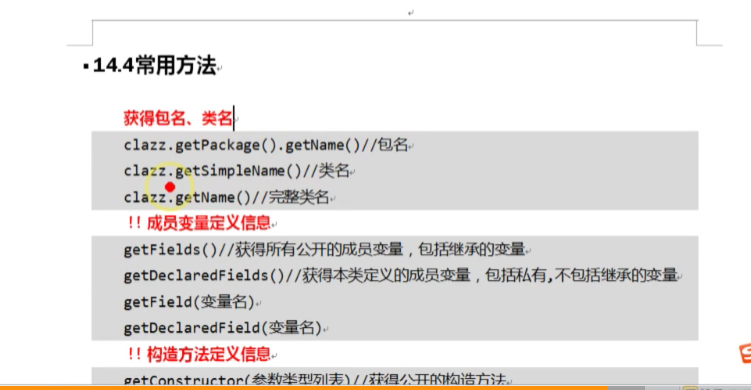 14.4常用方法
获得包名、类名
clazz.getPackage().getName()//包名
clazz.getSimpleName()//类名
clazz.getName()//完整类名
!! 成员变量定义信息
getFields()//获得所有公开的成员变量，包括继承的变量
getDeclaredFields()//获得本类定义的成员变量，包括私有,不包括继承的变量
getField(变量名)
getDeclaredField(变量名)
!! 构造方法定义信息
getConstructor(参数类型列表)//获得公开的构造方法